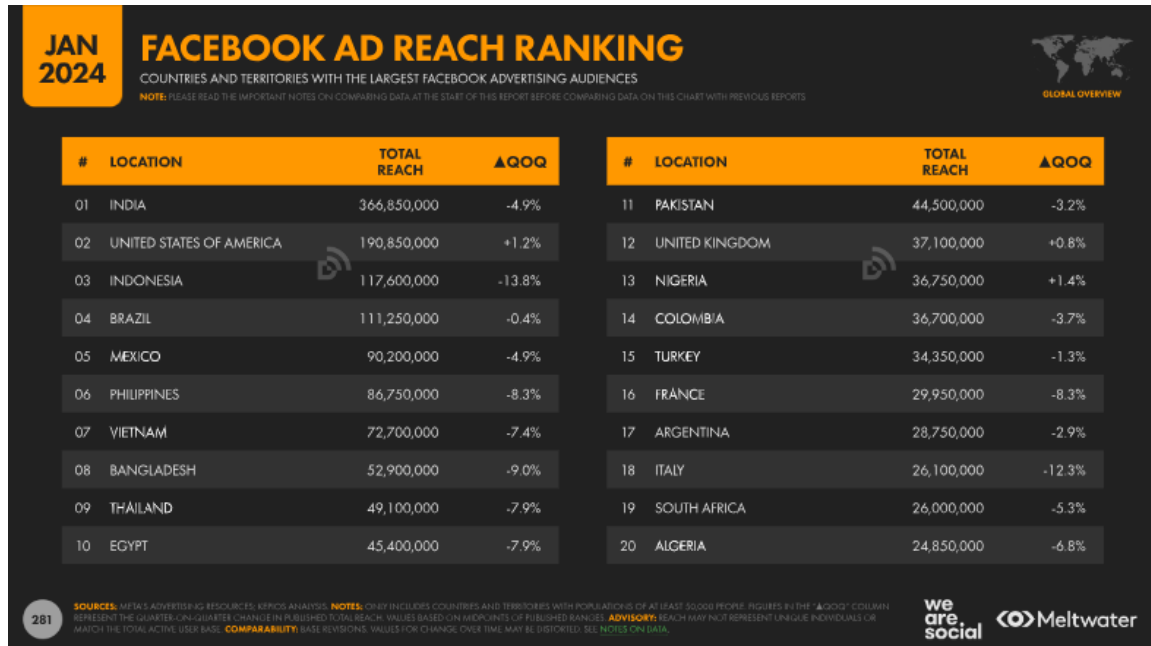 JAN
2024
FACEBOOK AD REACH RANKING
COUNTRIES AND TERRITORIES WITH THE LARGEST FACEBOOK ADVERTISING AUDIENCES
NOTE: PLEASE READ THE IMPORTANT NOTES ON COMPARING DATA AT THE START OF THIS REPORT BEFORE COMPARING DATA ON THIS CHART WITH PREVIOUS REPORTS
GLOBAL OVERVIEW
# LOCATION TOTAL REACH ▲QOQ
01 INDIA 366,850,000 -4.9%
02 UNITED STATES OF AMERICA 190,850,000 +1.2%
03 INDONESIA 117,600,000 -13.8%
04 BRAZIL 111,250,000 -0.4%
05 MEXICO 90,200,000 -4.9%
06 PHILIPPINES 86,750,000 -8.3%
07 VIETNAM 72,700,000 -7.4%
08 BANGLADESH 52,900,000 -9.0%
09 THAILAND 49,100,000 -7.9%
10 EGYPT 45,400,000 -7.9%
# LOCATION TOTAL REACH ▲QOQ
11 PAKISTAN 44,500,000 -3.2%
12 UNITED KINGDOM 37,100,000 +0.8%
13 NIGERIA 36,750,000 +1.4%
14 COLOMBIA 36,700,000 -3.7%
15 TURKEY 34,350,000 -1.3%
16 FRANCE 29,950,000 -8.3%
17 ARGENTINA 28,750,000 -2.9%
18 ITALY 26,100,000 -12.3%
19 SOUTH AFRICA 26,000,000 -5.3%
20 ALGERIA 24,850,000 -6.8%
281
SOURCES: META'S ADVERTISING RESOURCES; KEPIOS ANALYSIS. NOTES: ONLY INCLUDES COUNTRIES AND TERRITORIES WITH POPULATIONS OF AT LEAST 50,000 PEOPLE. FIGURES IN THE "▲QOQ" COLUMN
REPRESENT THE QUARTER-ON-QUARTER CHANGE IN PUBLISHED TOTAL REACH. VALUES BASED ON MIDPOINTS OF PUBLISHED RANGES. ADVISORY: REACH MAY NOT REPRESENT UNIQUE INDIVIDUALS OR
MATCH THE TOTAL ACTIVE USER BASE. COMPARABILITY: BASE REVISIONS. VALUES FOR CHANGE OVER TIME MAY BE DISTORTED. SEE NOTES ON DATA.
we
are
social
Meltwater